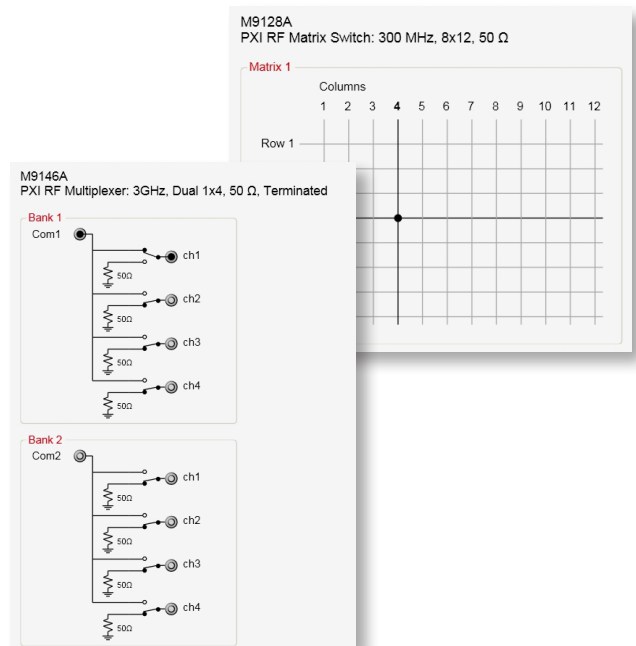 M9128A
PXI RF Matrix Switch: 300 MHz, 8x12, 50 Ω
Matrix 1
Columns
1 2 3 4 5 6 7 8 9 10 11 12
Row 1
M9146A
PXI RF Multiplexer: 3GHz, Dual 1x4, 50 Ω, Terminated
Bank 1
Com1
ch1
50Ω
ch2
50Ω
ch3
50Ω
ch4
50Ω
Bank 2
Com2
ch1
50Ω
ch2
50Ω
ch3
50Ω
ch4
50Ω